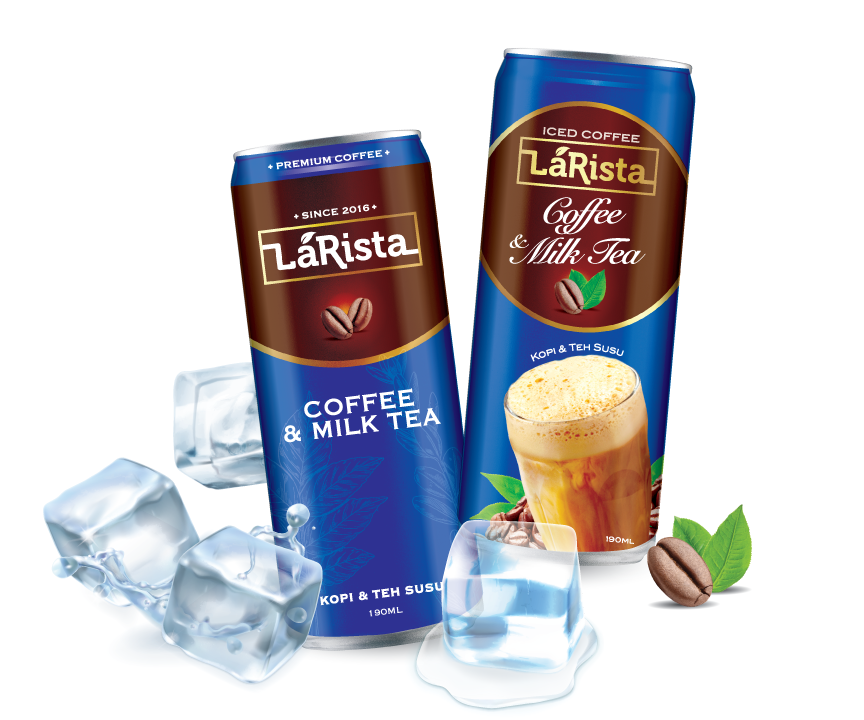 PREMIUM COFFEE
SINCE 2016
LáRista
COFFEE
& MILK TEA
KOPI & TEH SUSU
190ML
ICED COFFEE
LáRista
Coffee
& Milk Tea
KOPI & TEH SUSU
190ML